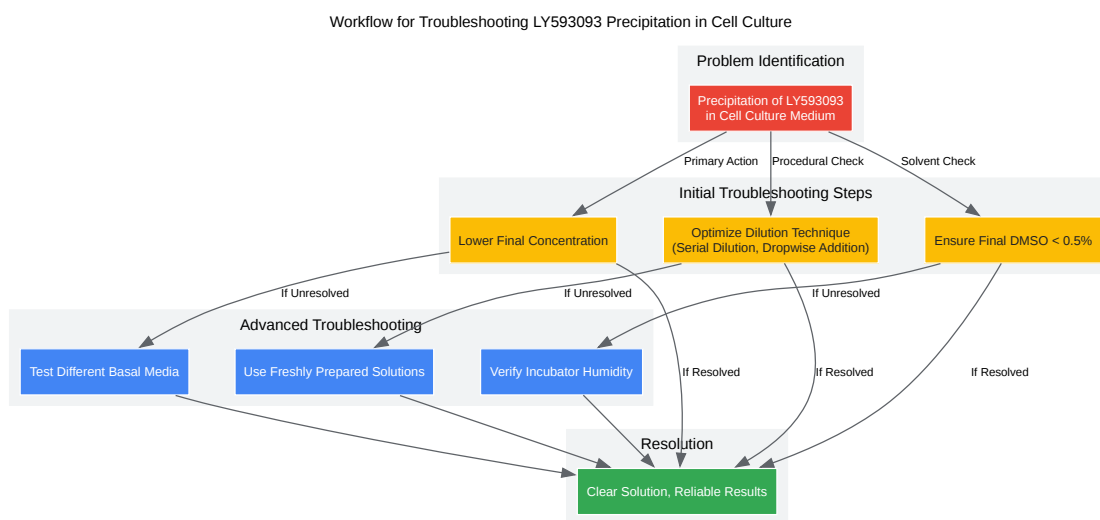 Workflow for Troubleshooting LY593093 Precipitation in Cell Culture
Problem Identification
Precipitation of LY593093
in Cell Culture Medium
Primary Action
Procedural Check
Solvent Check
Initial Troubleshooting Steps
Lower Final Concentration
Optimize Dilution Technique
(Serial Dilution, Dropwise Addition)
Ensure Final DMSO < 0.5%
If Unresolved
If Unresolved
If Unresolved
Advanced Troubleshooting
Test Different Basal Media
Use Freshly Prepared Solutions
Verify Incubator Humidity
If Resolved
If Resolved
If Resolved
Resolution
Clear Solution, Reliable Results